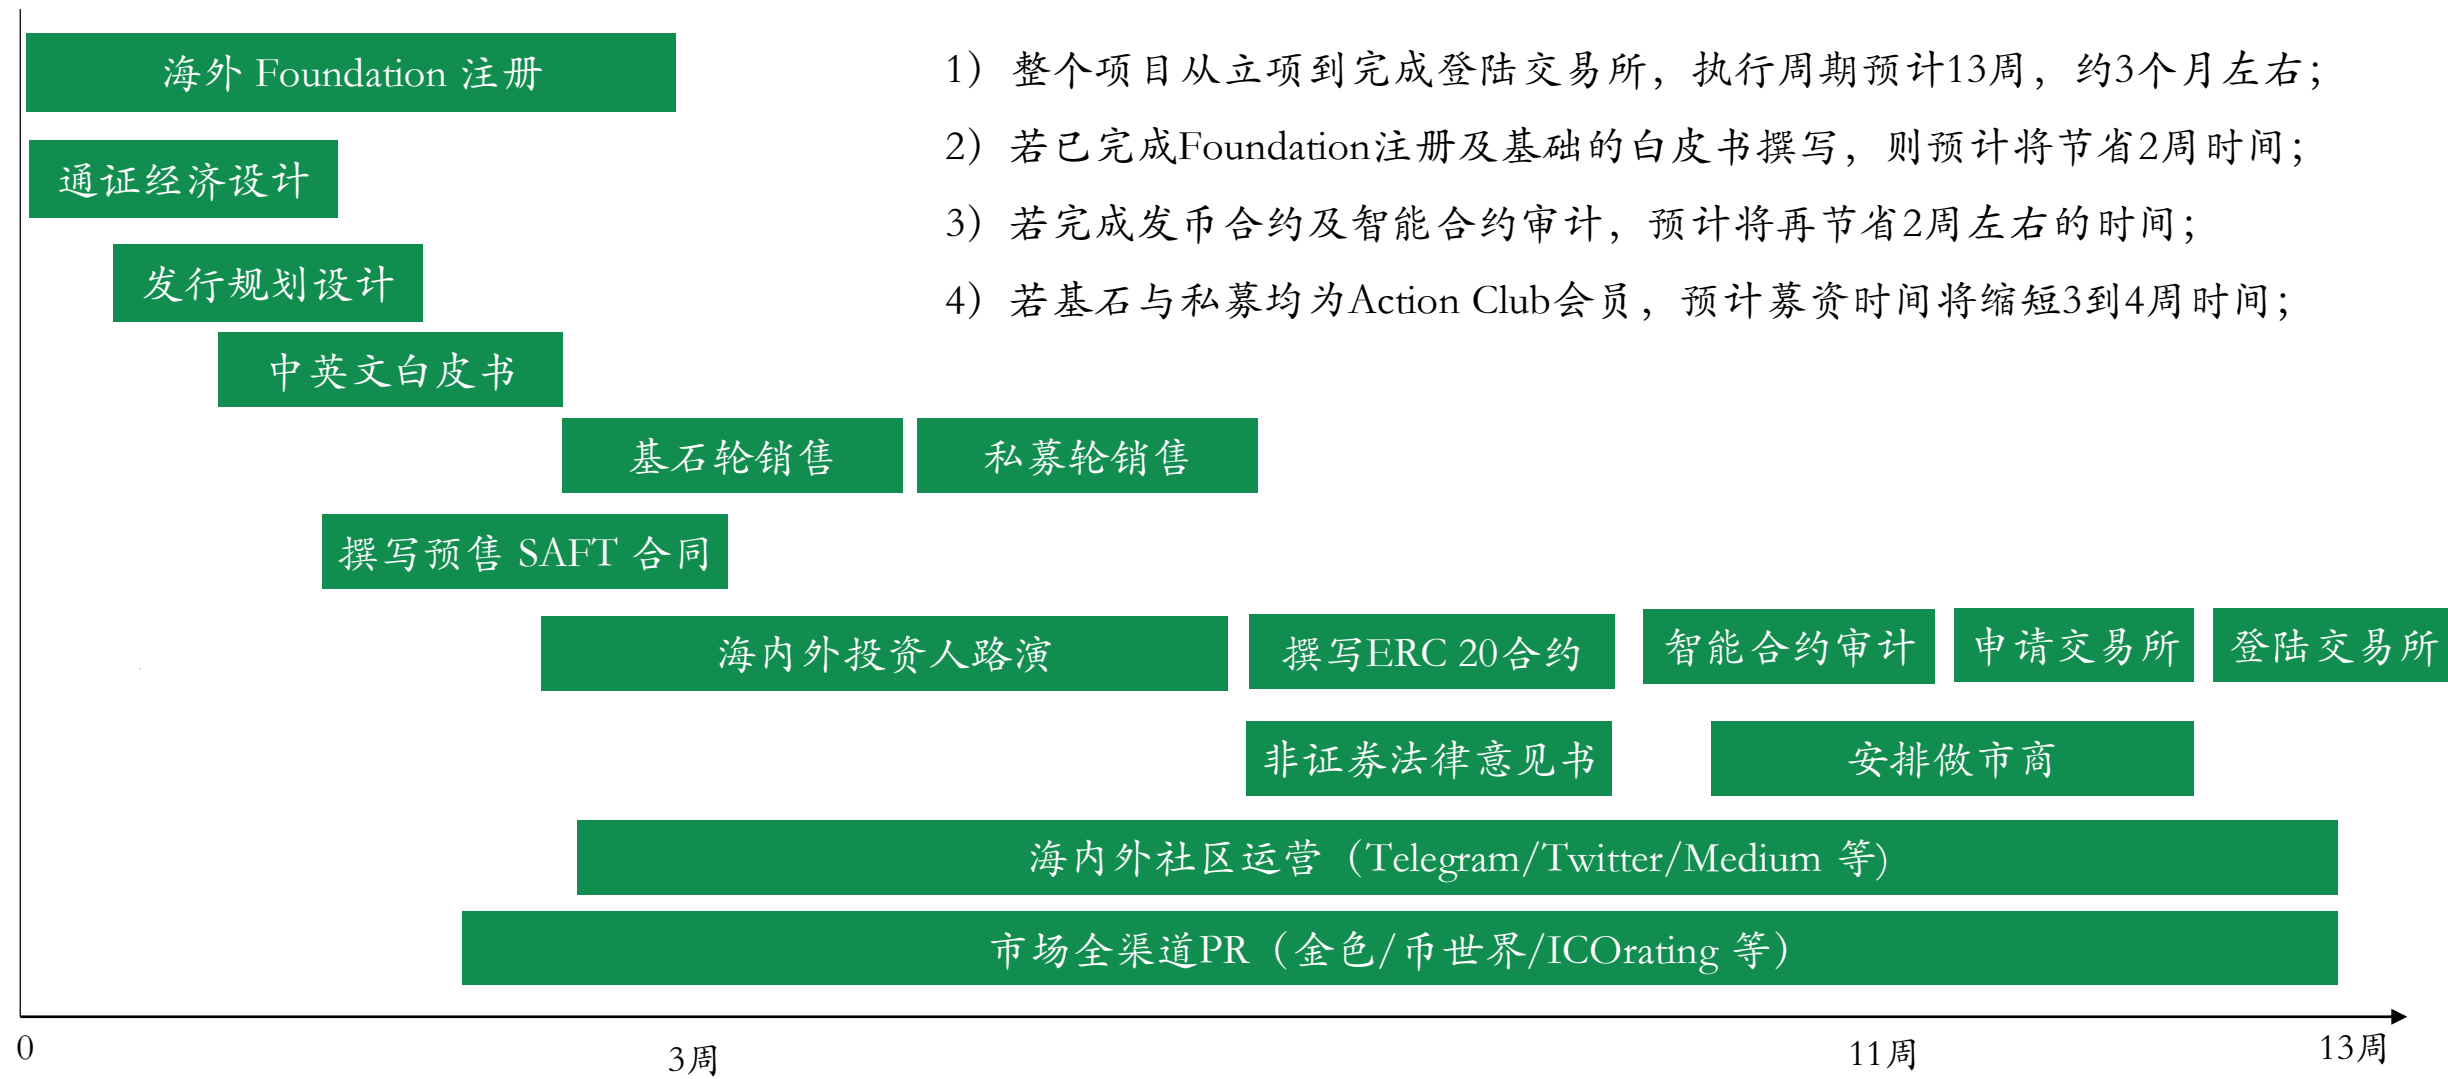 海外 Foundation 注册
1）整个项目从立项到完成登陆交易所，执行周期预计13周，约3个月左右；
2）若已完成Foundation注册及基础的白皮书撰写，则预计将节省2周时间；
通证经济设计
3）若完成发币合约及智能合约审计，预计将再节省2周左右的时间；
发行规划设计
4）若基石与私募均为Action Club会员，预计募资时间将缩短3到4周时间；
中英文白皮书
基石轮销售
私募轮销售
撰写预售 SAFT 合同
海内外投资人路演
撰写ERC 20合约
智能合约审计
申请交易所
登陆交易所
非证券法律意见书
安排做市商
海内外社区运营（Telegram/Twitter/Medium 等)
市场全渠道PR（金色/币世界/ICOrating 等）
0
3周
11周
13周